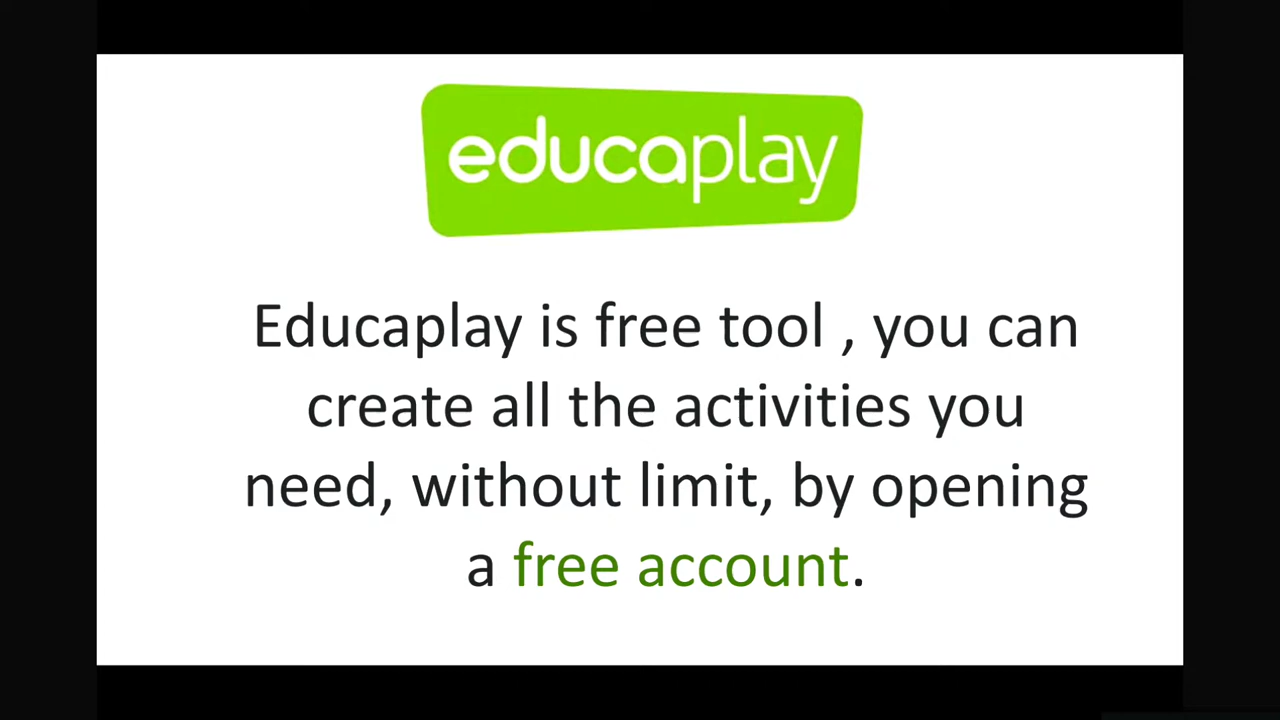 educaplay
Educaplay is free tool , you can
create all the activities you
need, without limit, by opening
a free account.